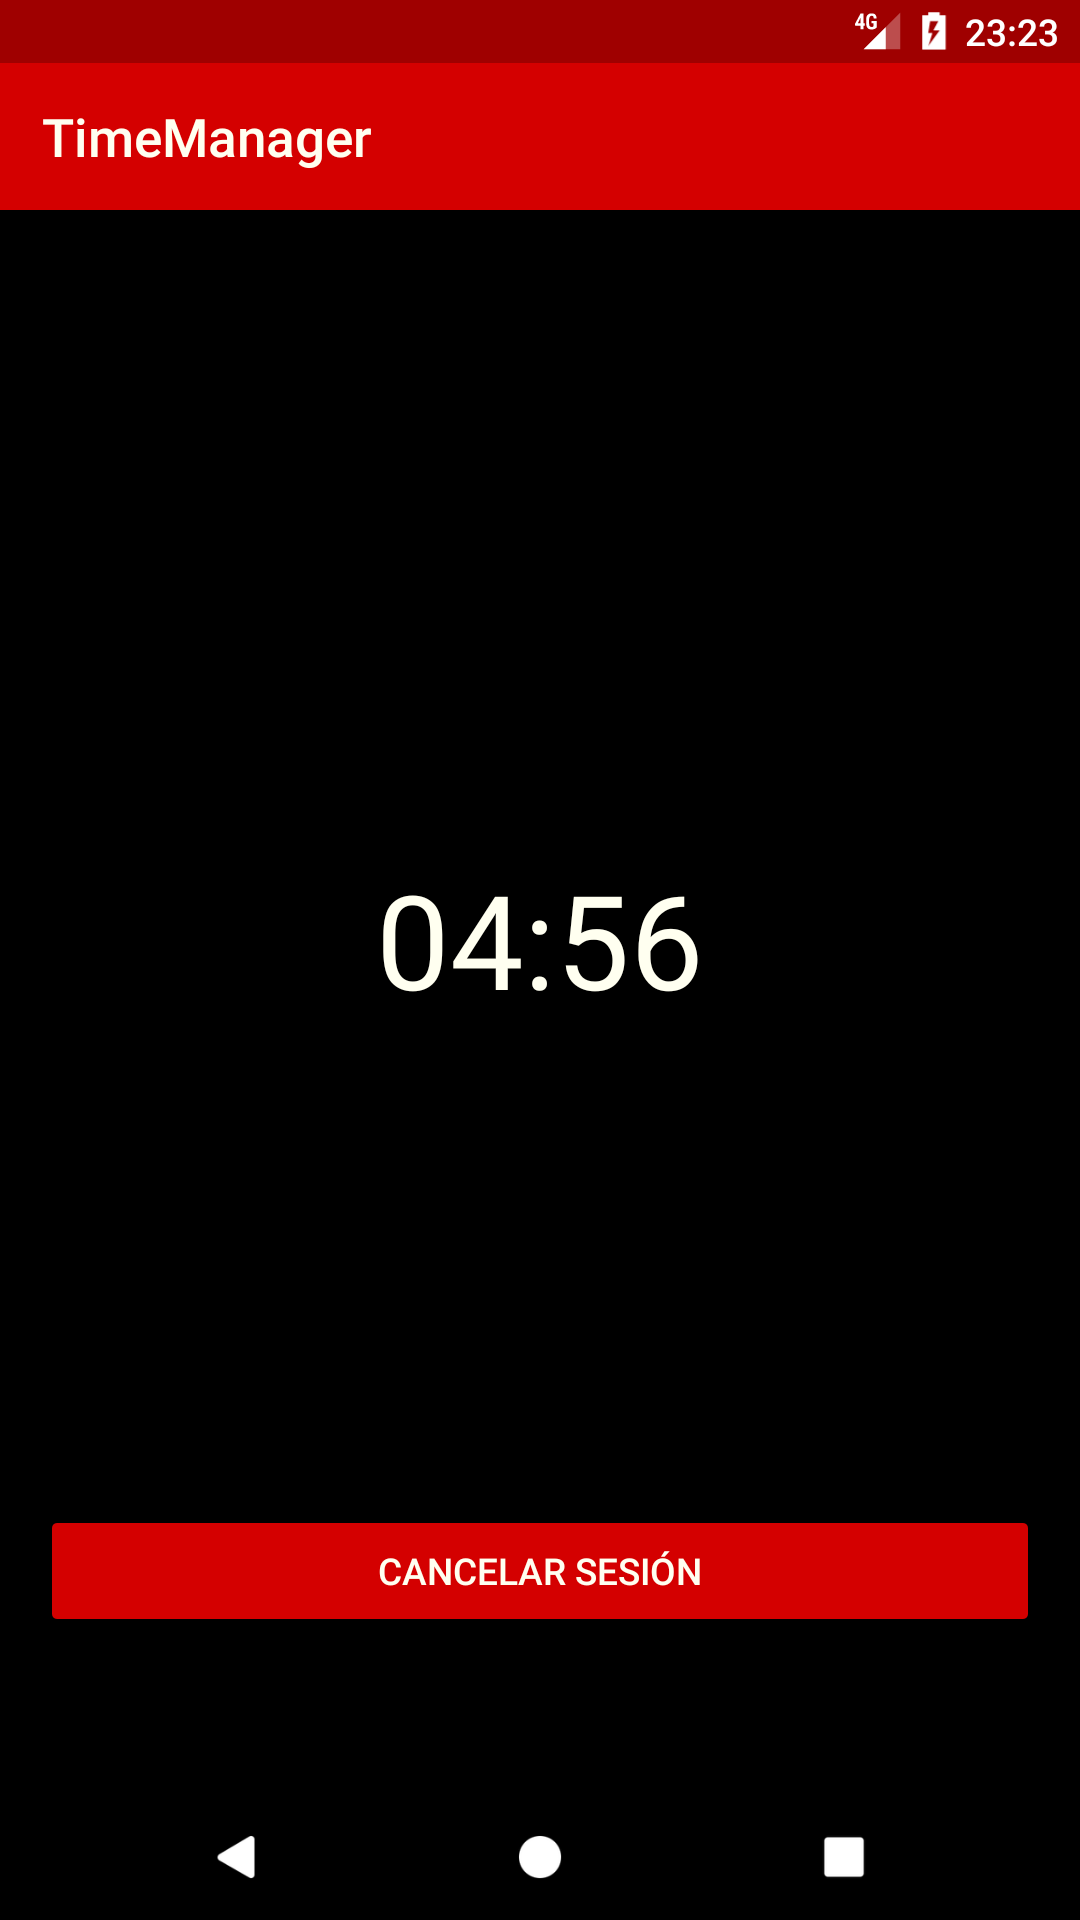 4G 23:23
TimeManager
04:56
CANCELAR SESIÓN